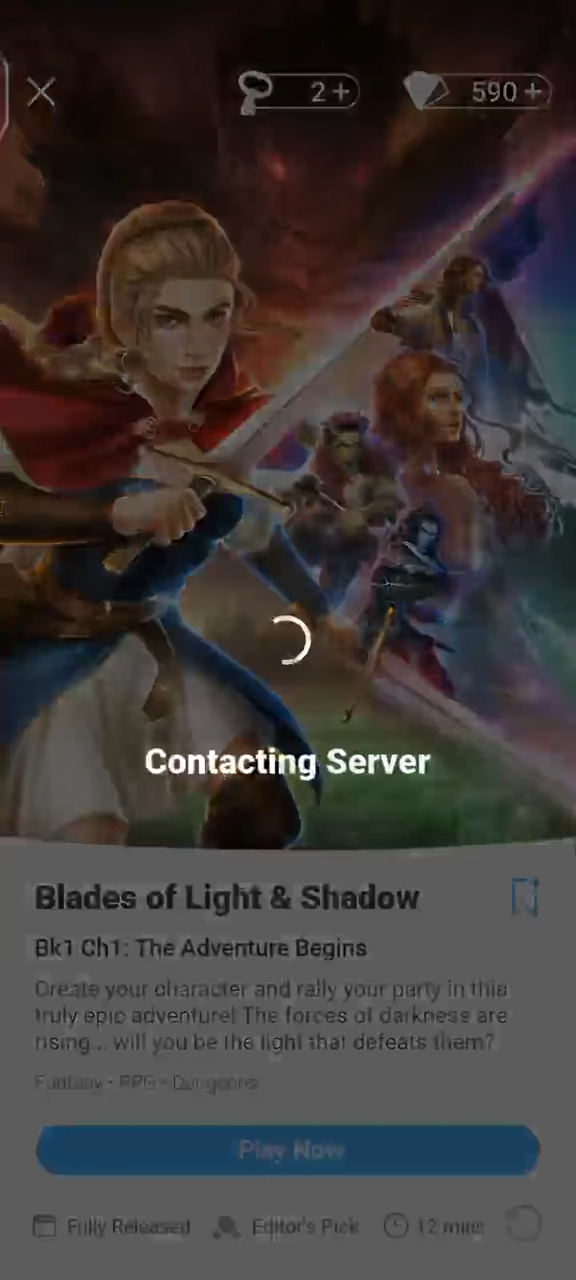 2+
590+
Contacting Server
Blades of Light & Shadow
Bk1 Ch1: The Adventure Begins
Create your character and rally your party in this
truly epic adventure! The forces of darkness are
rising... will you be the light that defeats them?
Fantasy • RPG • Dungeons
Play Now
Fully Released
Editor's Pick
12 mins